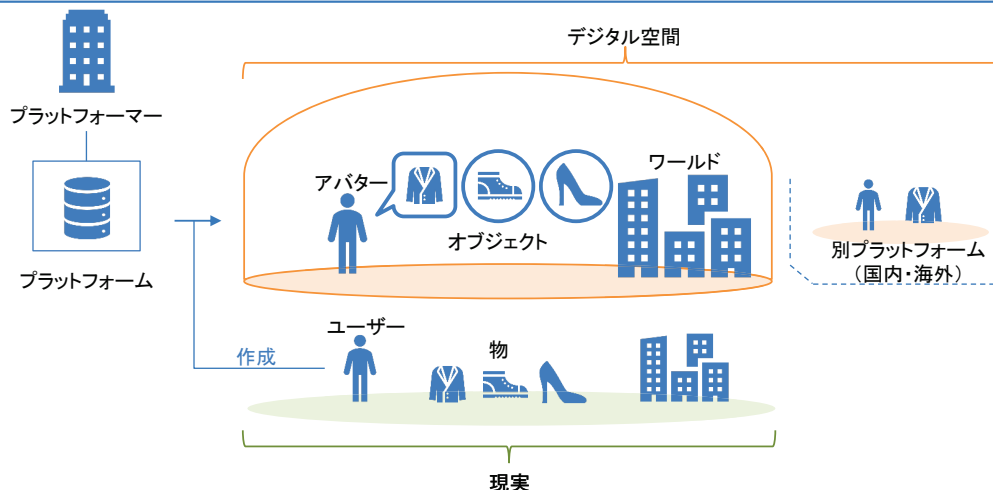 デジタル空間
プラットフォーマー
ワールド
アバター
オブジェクト
別プラットフォーム
（国内・海外）
プラットフォーム
ユーザー
物
作成
現実